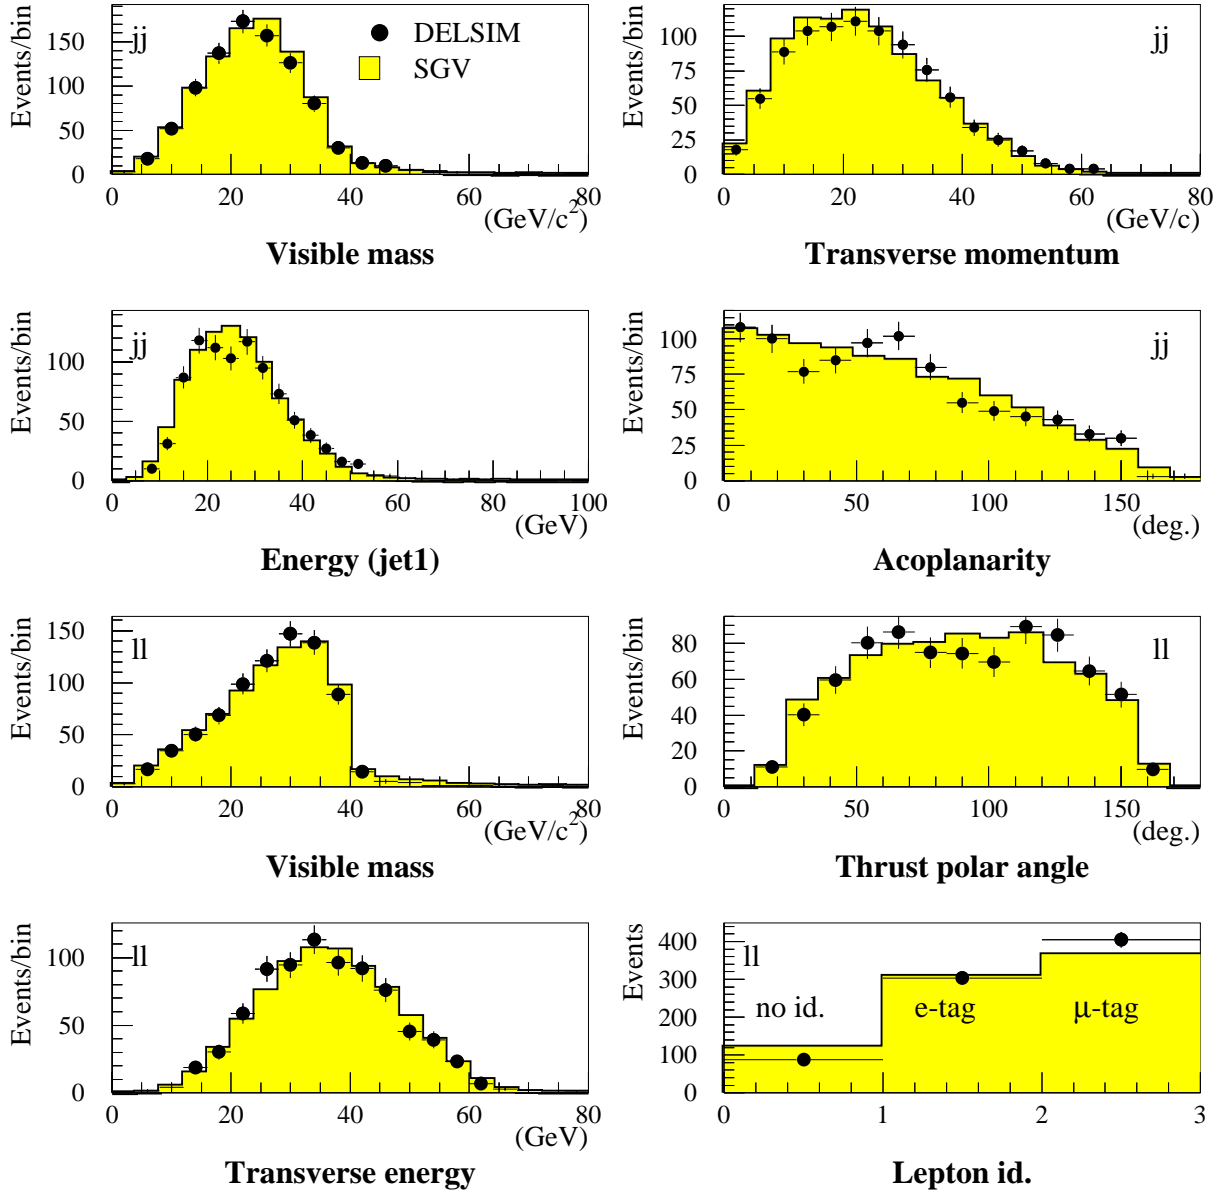 Events/bin
jj
DELSIM
SGV
150
100
50
0
0 20 40 60 80
(GeV/c2)
Visible mass
Events/bin
jj
100
75
50
25
0
0 20 40 60 80
(GeV/c)
Transverse momentum
Events/bin
jj
100
50
0
0 20 40 60 80 100
(GeV)
Energy (jet1)
Events/bin
jj
100
75
50
25
0
0 50 100 150
(deg.)
Acoplanarity
Events/bin
ll
150
100
50
0
0 20 40 60 80
(GeV/c2)
Visible mass
Events/bin
ll
80
60
40
20
0
0 50 100 150
(deg.)
Thrust polar angle
Events/bin
ll
100
50
0
0 20 40 60 80
(GeV)
Transverse energy
Events
ll
400
300
200
100
0
no id. e-tag μ-tag
0 1 2 3
Lepton id.